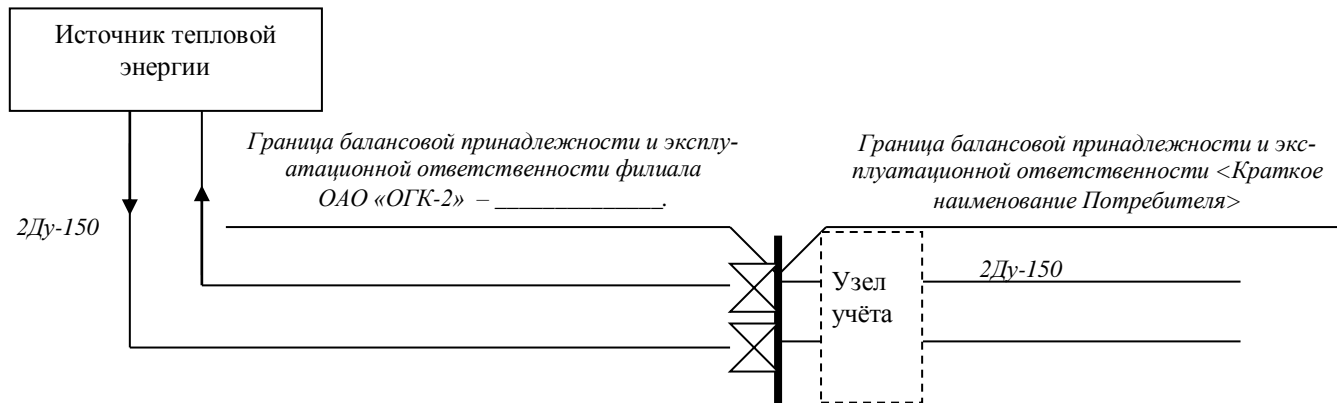 Источник тепловой
энергии
Граница балансовой принадлежности и эксплу-
атационной ответственности филиала
ОАО «ОГК-2» – ______________.
Граница балансовой принадлежности и экс-
плуатационной ответственности <Краткое
наименование Потребителя>
2Ду-150
2Ду-150
Узел
учёта